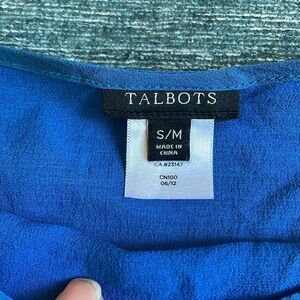 TALBOTS
S/M
MADE IN
CHINA
CA #23147
CN100
06/12